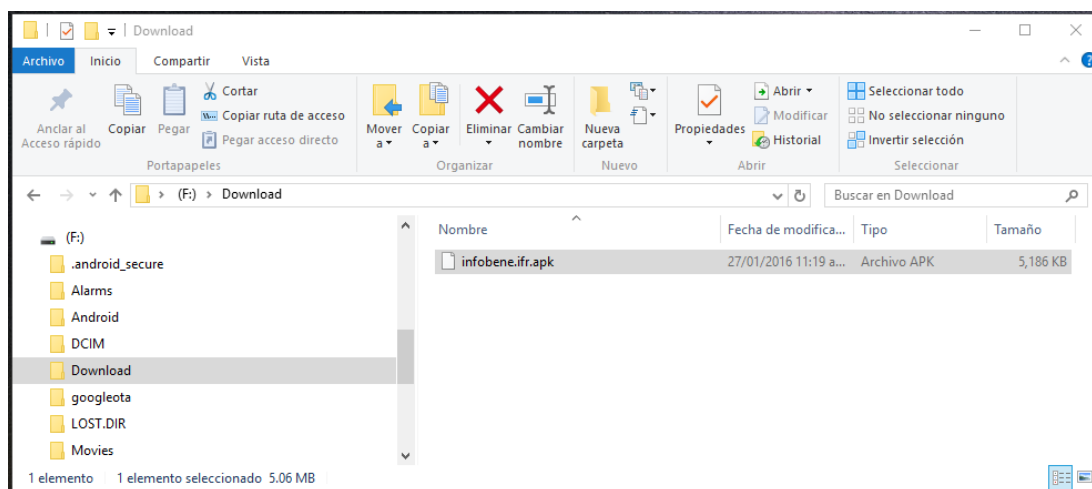 Download
Archivo Inicio Compartir Vista
Anclar al Acceso rápido
Copiar
Pegar
Cortar
Copiar ruta de acceso
Pegar acceso directo
Portapapeles
Mover a
Copiar a
Eliminar
Cambiar nombre
Organizar
Nueva carpeta
Nuevo
Propiedades
Abrir
Modificar
Historial
Abrir
Seleccionar todo
No seleccionar ninguno
Invertir selección
Seleccionar
(F:) > Download
Buscar en Download
(F:)
.android_secure
Alarms
Android
DCIM
Download
googleota
LOST.DIR
Movies
Nombre Fecha de modifica... Tipo Tamaño
infobene.ifr.apk 27/01/2016 11:19 a... Archivo APK 5,186 KB
1 elemento 1 elemento seleccionado 5.06 MB